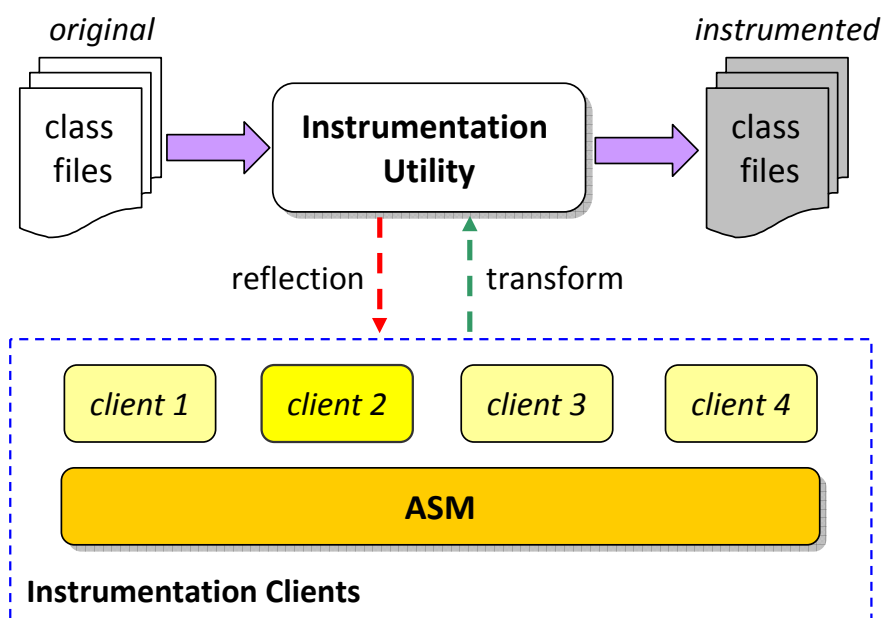 original
instrumented
class
files
Instrumentation
Utility
class
files
reflection
transform
client 1
client 2
client 3
client 4
ASM
Instrumentation Clients